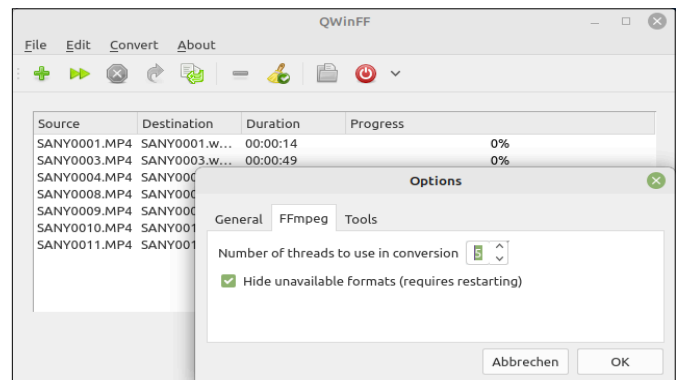 QWinFF
File Edit Convert About
Source Destination Duration Progress
SANY0001.MP4 SANY0001.w... 00:00:14 0%
SANY0003.MP4 SANY0003.w... 00:00:49 0%
SANY0004.MP4 SANY000
SANY0008.MP4 SANY000
SANY0009.MP4 SANY000
SANY0010.MP4 SANY001
SANY0011.MP4 SANY001
Options
General FFmpeg Tools
Number of threads to use in conversion 5
Hide unavailable formats (requires restarting)
Abbrechen OK